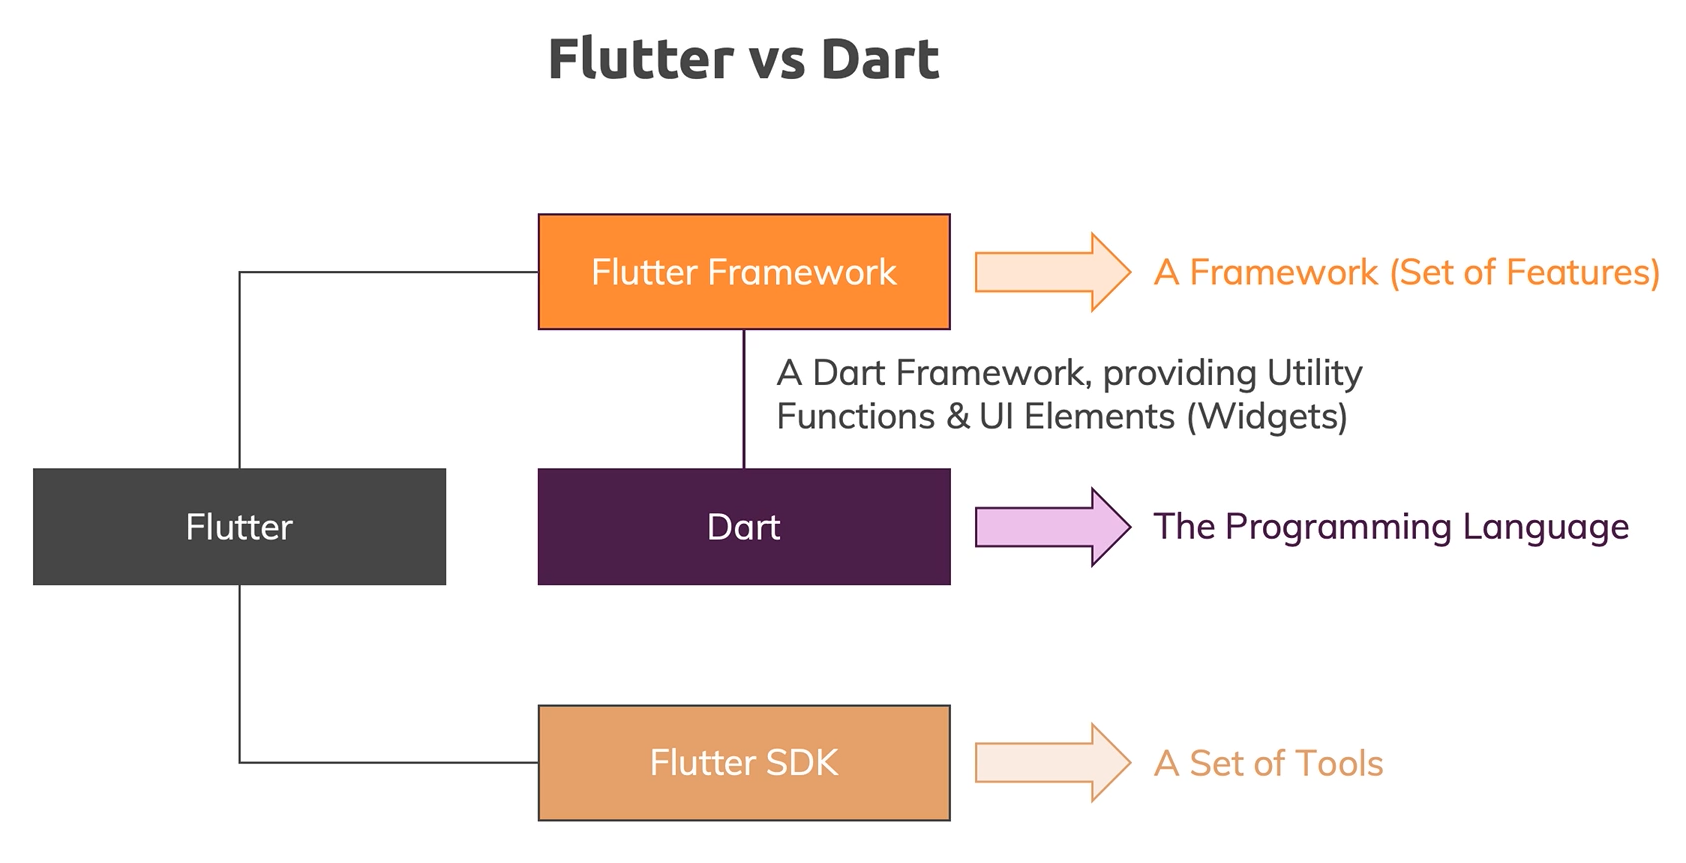 Flutter vs Dart
Flutter Framework
A Framework (Set of Features)
A Dart Framework, providing Utility
Functions & UI Elements (Widgets)
Flutter
Dart
The Programming Language
Flutter SDK
A Set of Tools